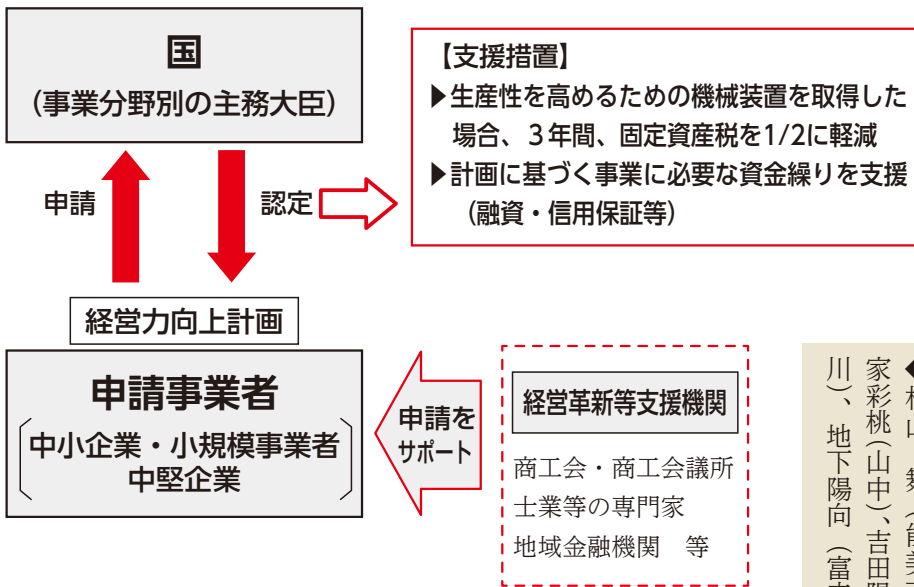 国
(事業分野別の主務大臣)
【支援措置】
▶生産性を高めるための機械装置を取得した
場合、3年間、固定資産税を1/2に軽減
▶計画に基づく事業に必要な資金繰りを支援
(融資・信用保証等)
申請
認定
経営力向上計画
申請事業者
中小企業・小規模事業者
中堅企業
申請を
サポート
経営革新等支援機関
商工会・商工会議所
士業等の専門家
地域金融機関 等
家彩桃(山中)、吉田
川)、地下陽向(富